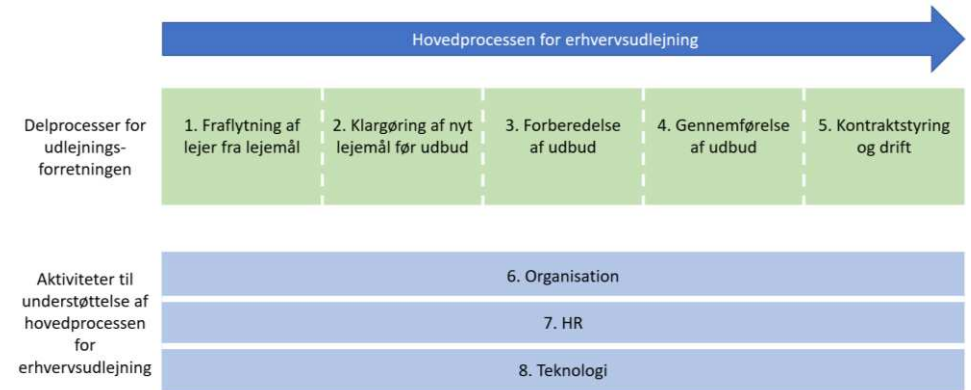 Hovedprocessen for erhvervsudlejning
Delprocesser for
udlejnings-
forretningen
1. Fraflytning af
lejer fra lejemål
2. Klargøring af nyt
lejemål før udbud
3. Forberedelse
af udbud
4. Gennemførelse
af udbud
5. Kontraktstyring
og drift
Aktiviteter til
understøttelse af
hovedprocessen
for
erhvervsudlejning
6. Organisation
7. HR
8. Teknologi